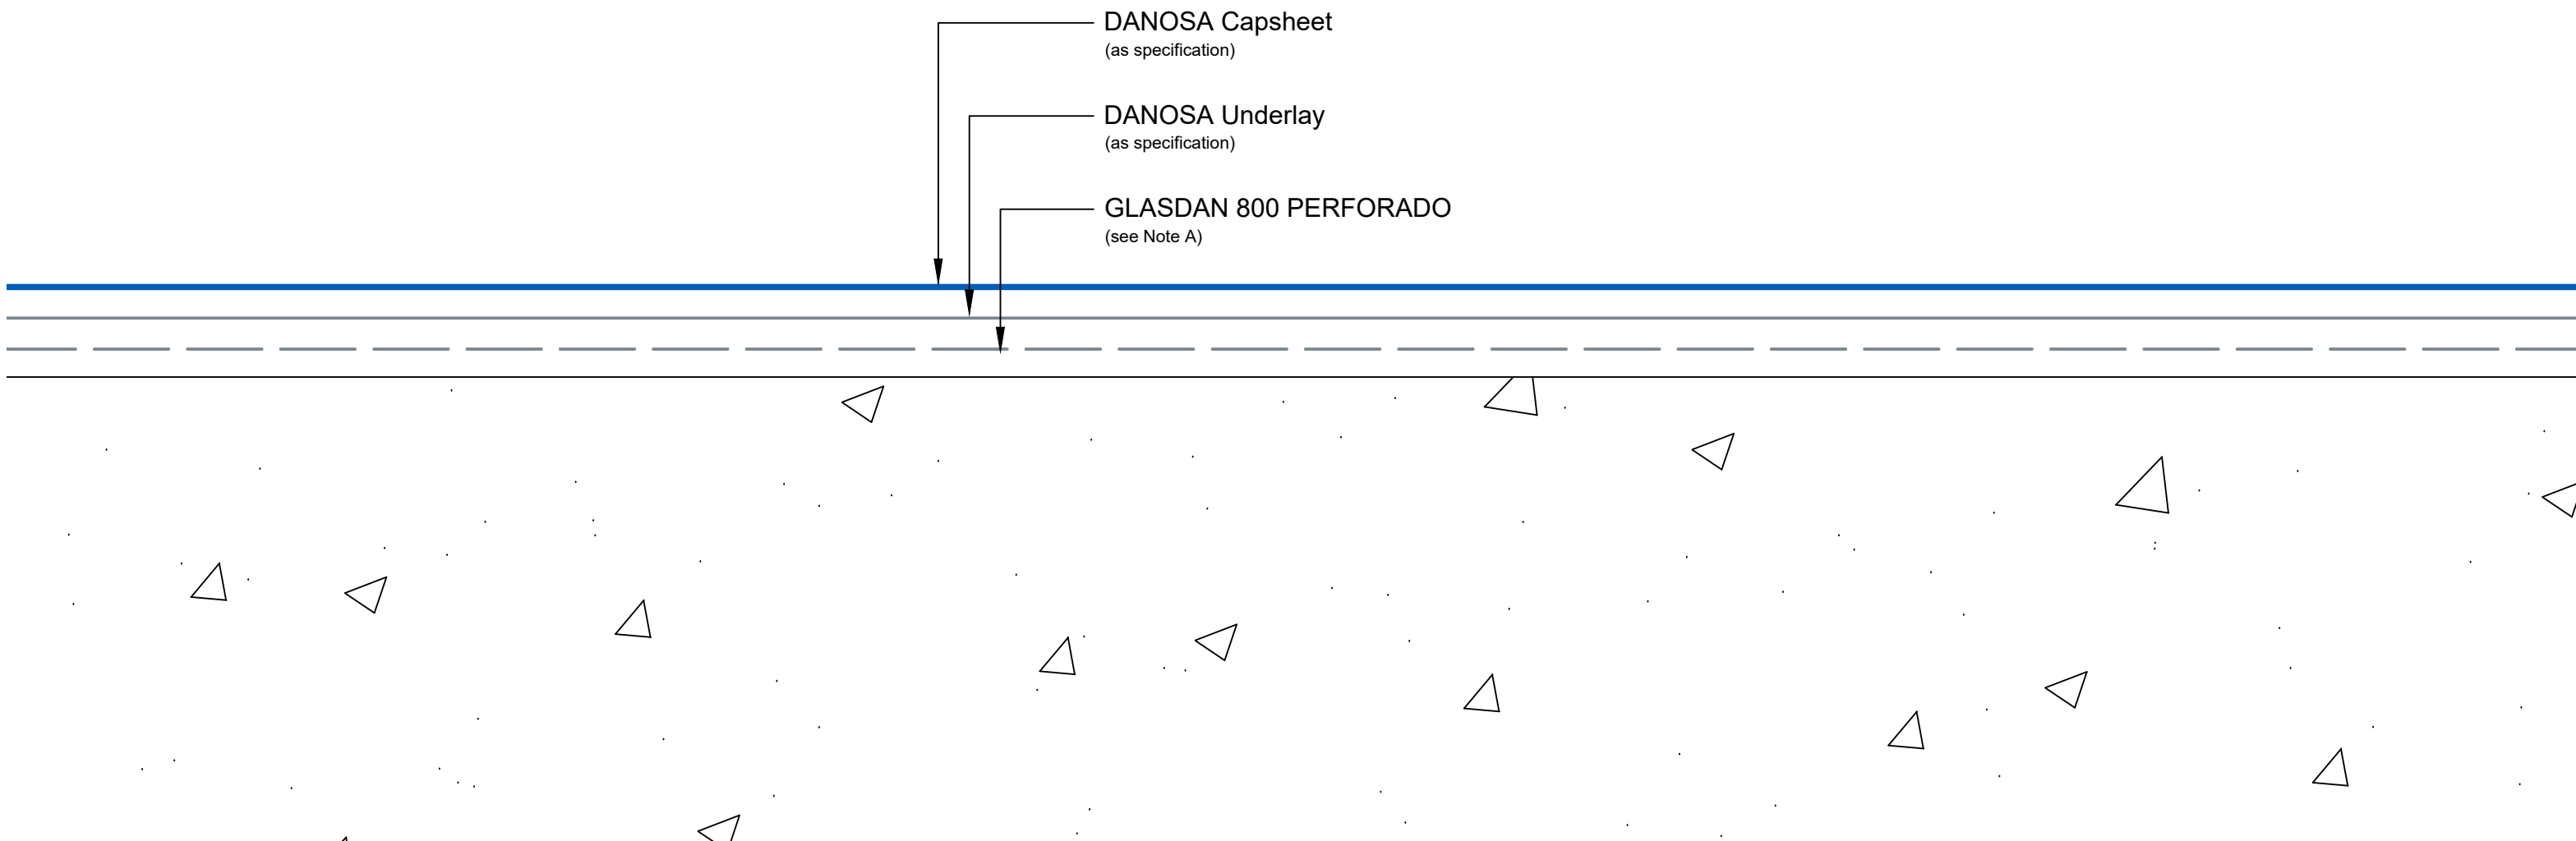 DANOSA Capsheet
(as specification)
DANOSA Underlay
(as specification)
GLASDAN 800 PERFORADO
(see Note A)